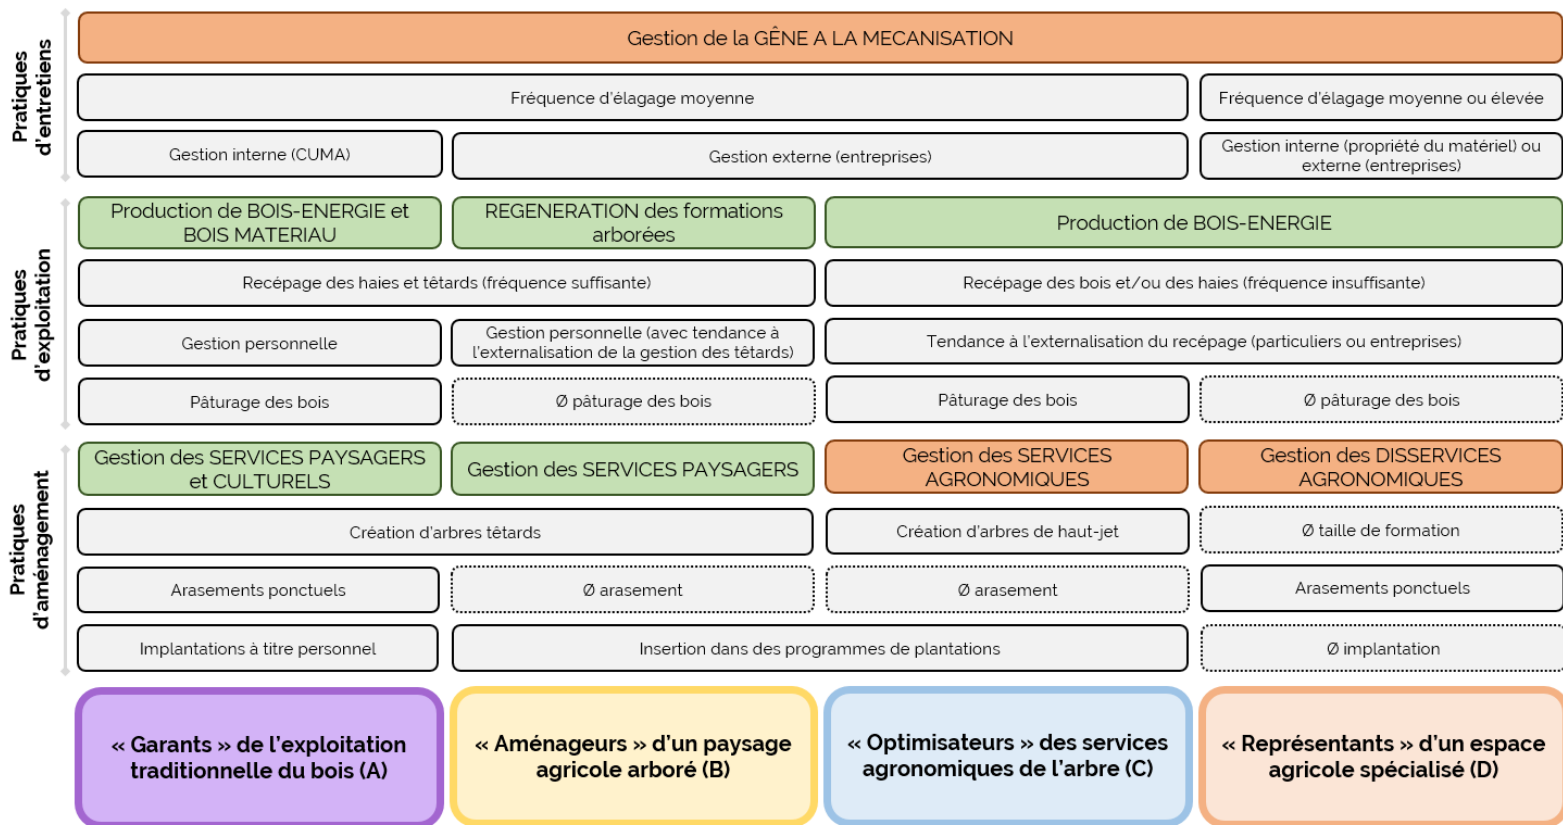 Pratiques
d'entretiens
Gestion de la GÊNE A LA MECANISATION
Fréquence d'élagage moyenne
Fréquence d'élagage moyenne ou élevée
Gestion interne (CUMA)
Gestion externe (entreprises)
Gestion interne (propriété du matériel) ou
externe (entreprises)
Pratiques
d'exploitation
Production de BOIS-ENERGIE et
BOIS MATERIAU
REGENERATION des formations
arborées
Production de BOIS-ENERGIE
Recépage des haies et têtards (fréquence suffisante)
Recépage des bois et/ou des haies (fréquence insuffisante)
Gestion personnelle
Gestion personnelle (avec tendance à
l'externalisation de la gestion des têtards)
Tendance à l'externalisation du recépage (particuliers ou entreprises)
Pâturage des bois
Ø pâturage des bois
Pâturage des bois
Ø pâturage des bois
Pratiques
d'aménagement
Gestion des SERVICES PAYSAGERS
et CULTURELS
Gestion des SERVICES PAYSAGERS
Gestion des SERVICES
AGRONOMIQUES
Gestion des DISSERVICES
AGRONOMIQUES
Création d'arbres têtards
Création d'arbres de haut-jet
Ø taille de formation
Arasements ponctuels
Ø arasement
Ø arasement
Arasements ponctuels
Implantations à titre personnel
Insertion dans des programmes de plantations
Ø implantation
« Garants » de l'exploitation
traditionnelle du bois (A)
« Aménageurs » d'un paysage
agricole arboré (B)
« Optimisateurs » des services
agronomiques de l'arbre (C)
« Représentants » d'un espace
agricole spécialisé (D)